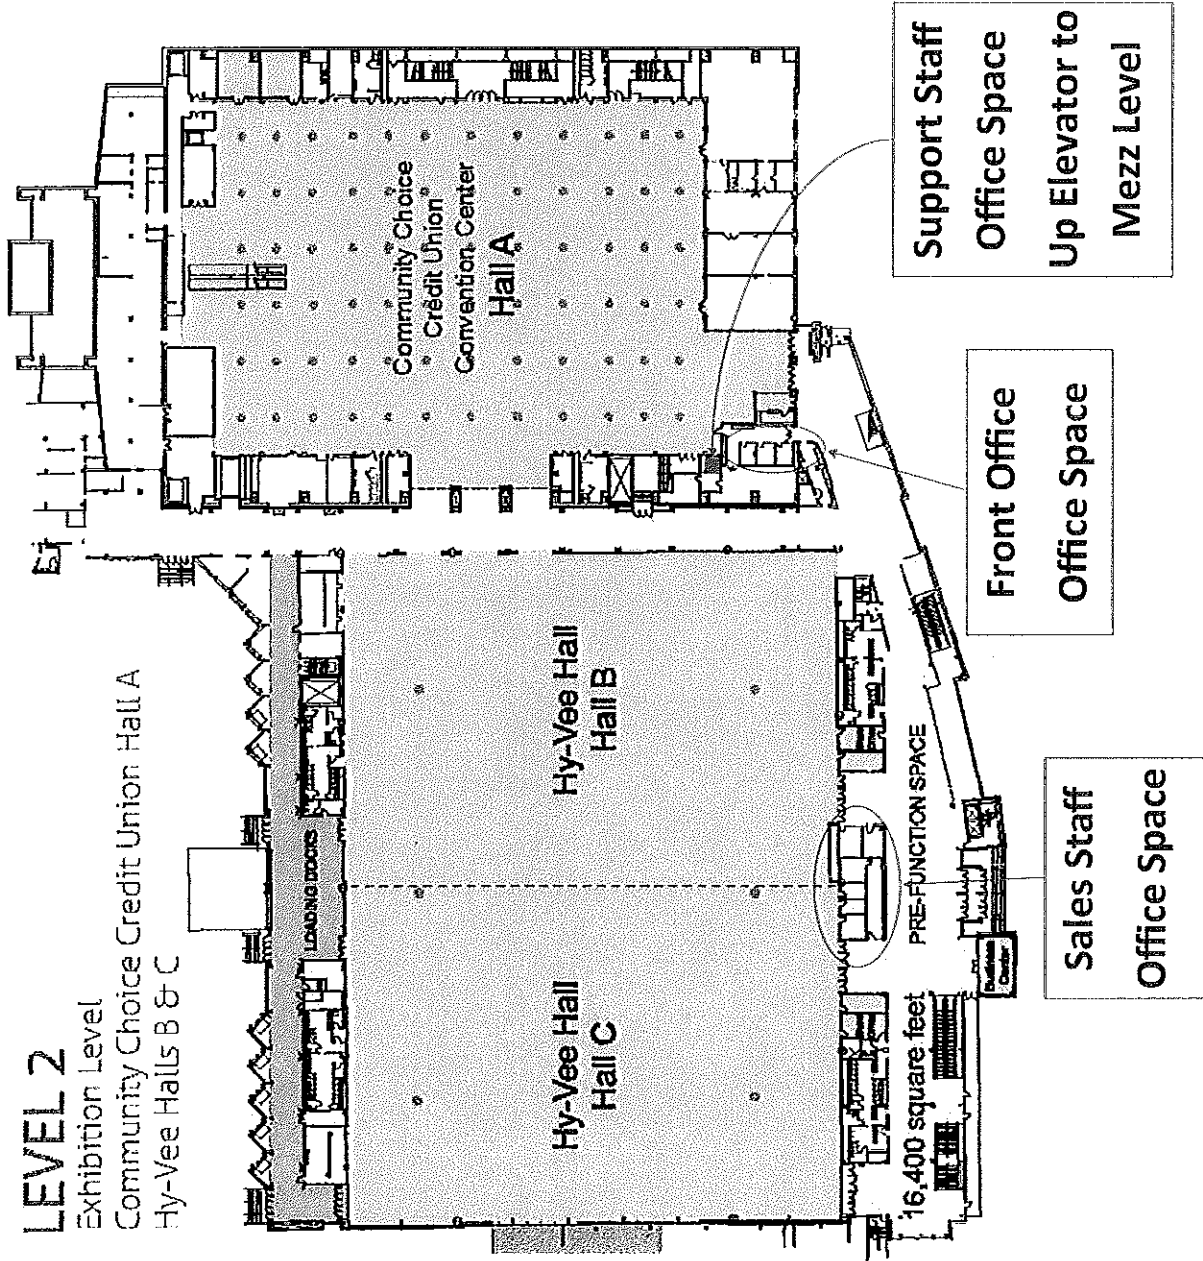 LEVEL 2
Exhibition Level
Community Choice Credit Union Hall A
Hy-Vee Halls B & C
LOADING DOCKS
Hy-Vee Hall
Hall C
Hy-Vee Hall
Hall B
Community Choice
Credit Union
Convention Center
Hall A
16,400 square feet
PRE-FUNCTION SPACE
Business
Center
Sales Staff
Office Space
Front Office
Office Space
Support Staff
Office Space
Up Elevator to
Mezz Level